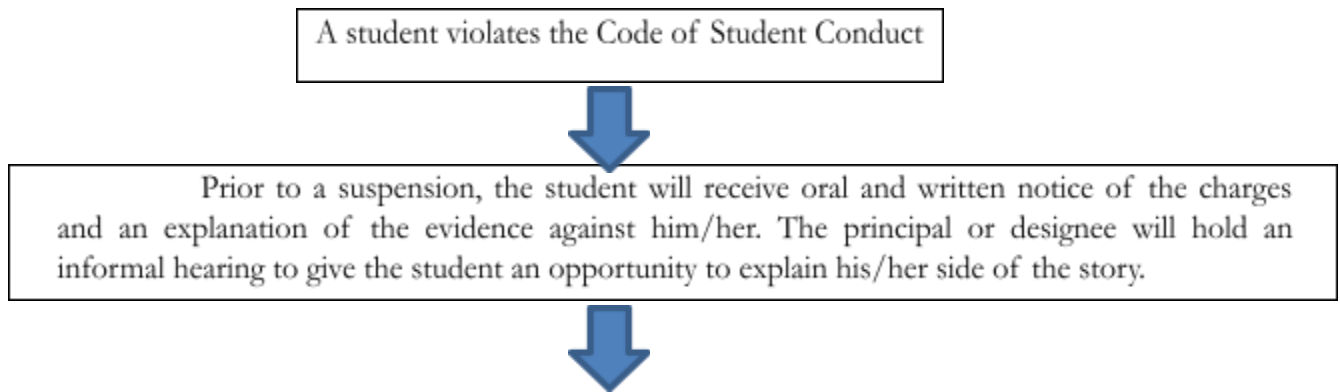 A student violates the Code of Student Conduct
Prior to a suspension, the student will receive oral and written notice of the charges
and an explanation of the evidence against him/her. The principal or designee will hold an
informal hearing to give the student an opportunity to explain his/her side of the story.